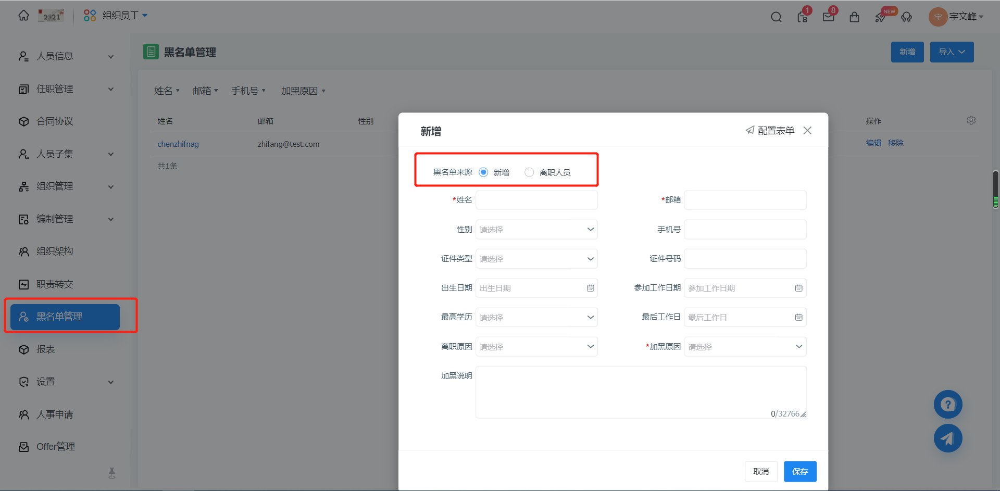 2021
组织员工
1
8
NEW
宇
宇文峰
人员信息
任职管理
合同协议
人员子集
组织管理
编制管理
组织架构
职责转交
黑名单管理
报表
设置
人事申请
Offer管理
黑名单管理
新增
导入
姓名 邮箱 手机号 加黑原因
姓名 邮箱 性别 操作
chenzhifnag zhifang@test.com 编辑 移除
共1条
新增
配置表单
黑名单来源 新增 离职人员
*姓名
*邮箱
性别 请选择
手机号
证件类型 请选择
证件号码
出生日期 出生日期
参加工作日期 参加工作日期
最高学历 请选择
最后工作日 最后工作日
离职原因 请选择
*加黑原因 请选择
加黑说明
0/32766
取消
保存